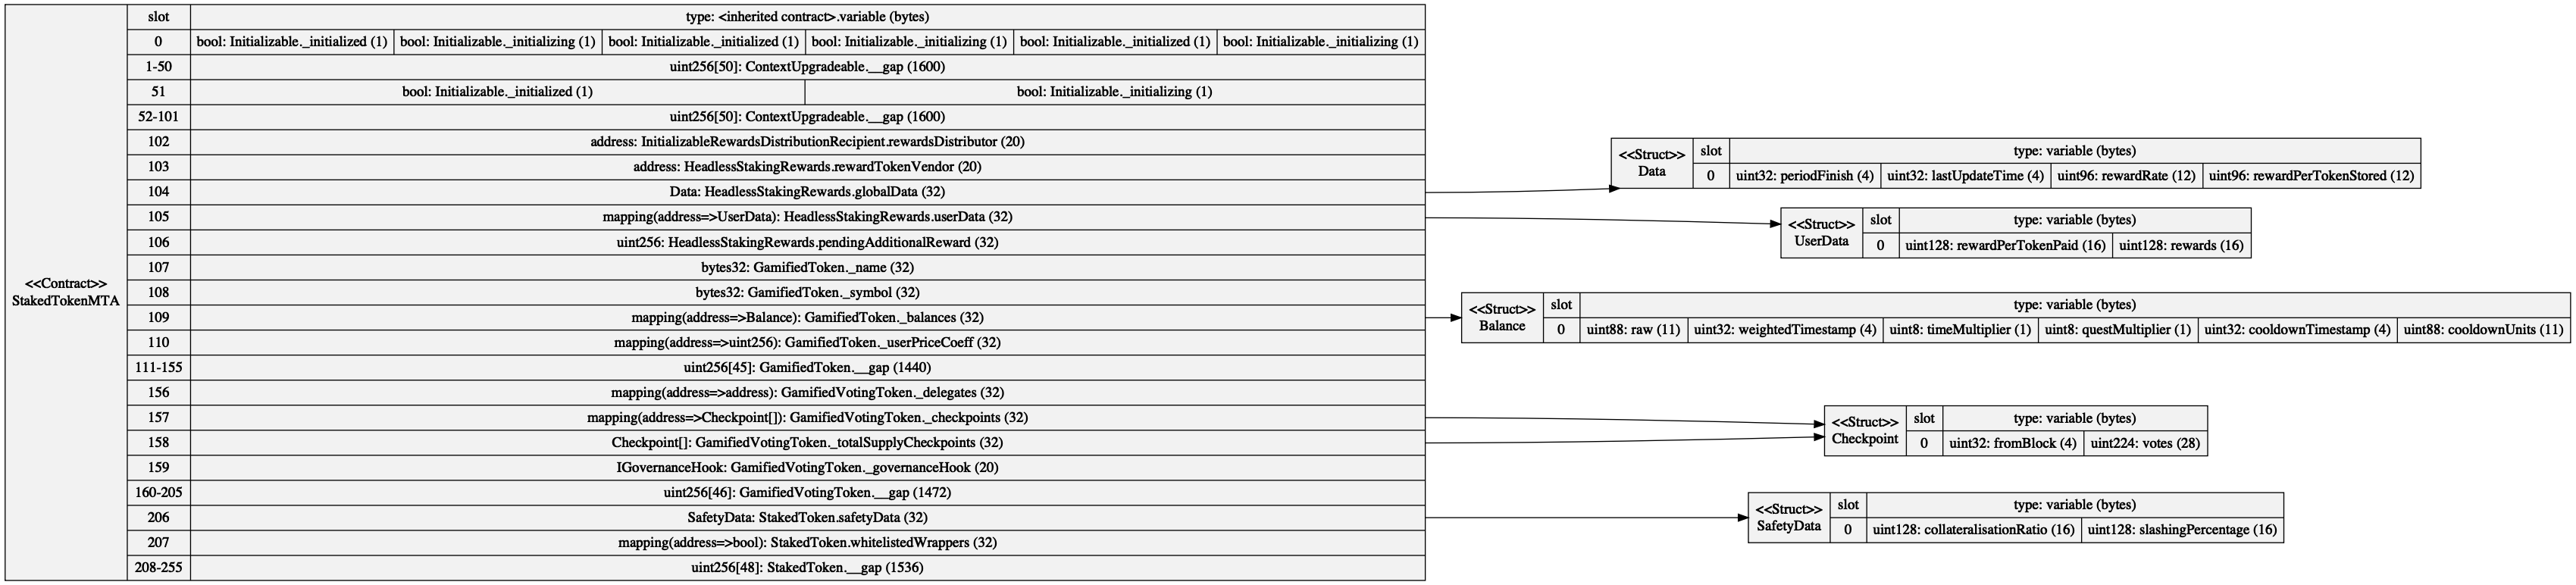 <<Contract>>
StakedTokenMTA
slot type: <inherited contract>.variable (bytes)
0 bool: Initializable._initialized (1) bool: Initializable._initializing (1) bool: Initializable._initialized (1) bool: Initializable._initializing (1) bool: Initializable._initialized (1) bool: Initializable._initializing (1)
1-50 uint256[50]: ContextUpgradeable.__gap (1600)
51 bool: Initializable._initialized (1) bool: Initializable._initializing (1)
52-101 uint256[50]: ContextUpgradeable.__gap (1600)
102 address: InitializableRewardsDistributionRecipient.rewardsDistributor (20)
103 address: HeadlessStakingRewards.rewardTokenVendor (20)
104 Data: HeadlessStakingRewards.globalData (32)
105 mapping(address=>UserData): HeadlessStakingRewards.userData (32)
106 uint256: HeadlessStakingRewards.pendingAdditionalReward (32)
107 bytes32: GamifiedToken._name (32)
108 bytes32: GamifiedToken._symbol (32)
109 mapping(address=>Balance): GamifiedToken._balances (32)
110 mapping(address=>uint256): GamifiedToken._userPriceCoeff (32)
111-155 uint256[45]: GamifiedToken.__gap (1440)
156 mapping(address=>address): GamifiedVotingToken._delegates (32)
157 mapping(address=>Checkpoint[]): GamifiedVotingToken._checkpoints (32)
158 Checkpoint[]: GamifiedVotingToken._totalSupplyCheckpoints (32)
159 IGovernanceHook: GamifiedVotingToken._governanceHook (20)
160-205 uint256[46]: GamifiedVotingToken.__gap (1472)
206 SafetyData: StakedToken.safetyData (32)
207 mapping(address=>bool): StakedToken.whitelistedWrappers (32)
208-255 uint256[48]: StakedToken.__gap (1536)
<<Struct>>
Data
slot type: variable (bytes)
0 uint32: periodFinish (4) uint32: lastUpdateTime (4) uint96: rewardRate (12) uint96: rewardPerTokenStored (12)
<<Struct>>
UserData
slot type: variable (bytes)
0 uint128: rewardPerTokenPaid (16) uint128: rewards (16)
<<Struct>>
Balance
slot type: variable (bytes)
0 uint88: raw (11) uint32: weightedTimestamp (4) uint8: timeMultiplier (1) uint8: questMultiplier (1) uint32: cooldownTimestamp (4) uint88: cooldownUnits (11)
<<Struct>>
Checkpoint
slot type: variable (bytes)
0 uint32: fromBlock (4) uint224: votes (28)
<<Struct>>
SafetyData
slot type: variable (bytes)
0 uint128: collateralisationRatio (16) uint128: slashingPercentage (16)